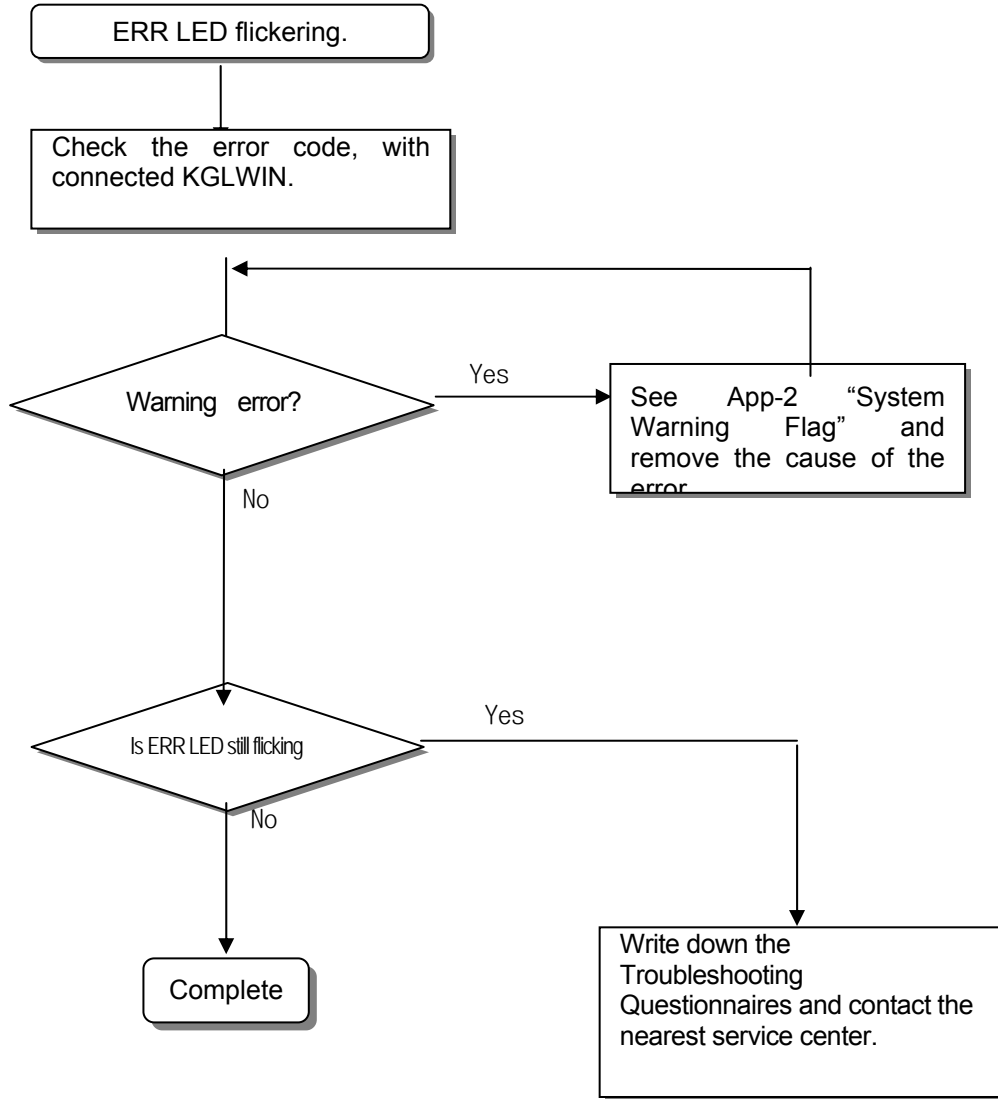 ERR LED flickering.
Check the error code, with
connected KGLWIN.
Warning error?
Yes
See App-2 “System
Warning Flag” and
remove the cause of the
error
No
Is ERR LED still flicking
Yes
No
Complete
Write down the
Troubleshooting
Questionnaires and contact the
nearest service center.